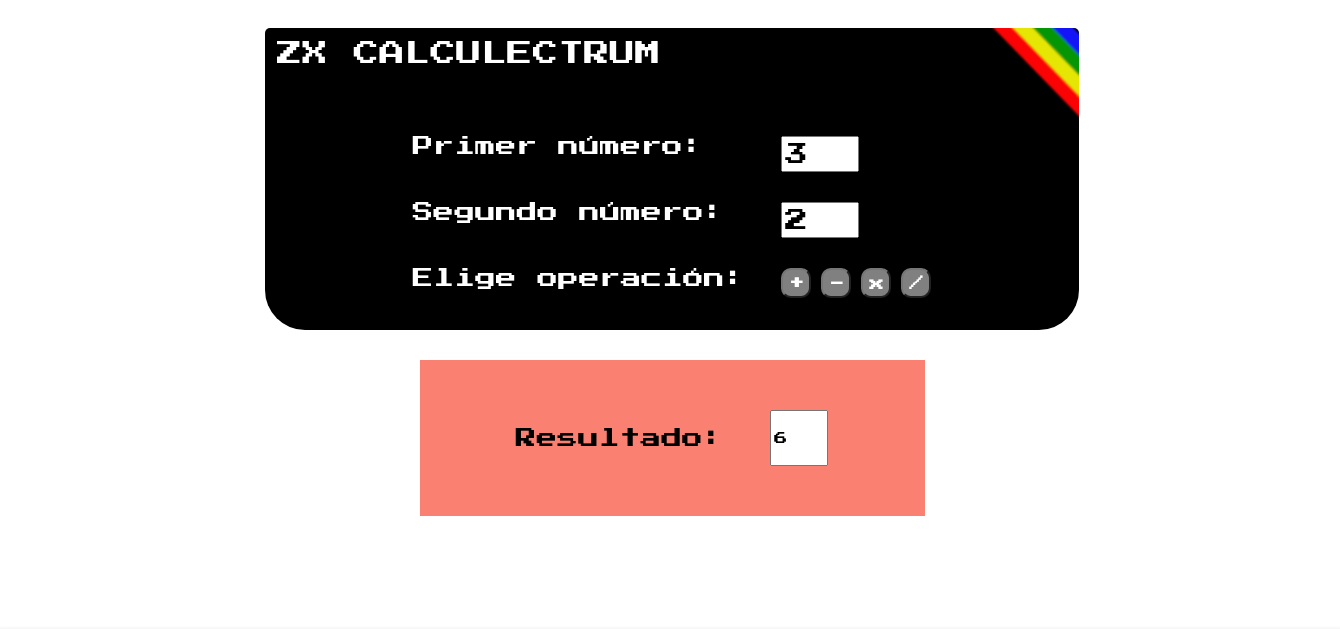 ZX CALCULECTRUM
Primer número: 3
Segundo número: 2
Elige operación: + - x /
Resultado: 6